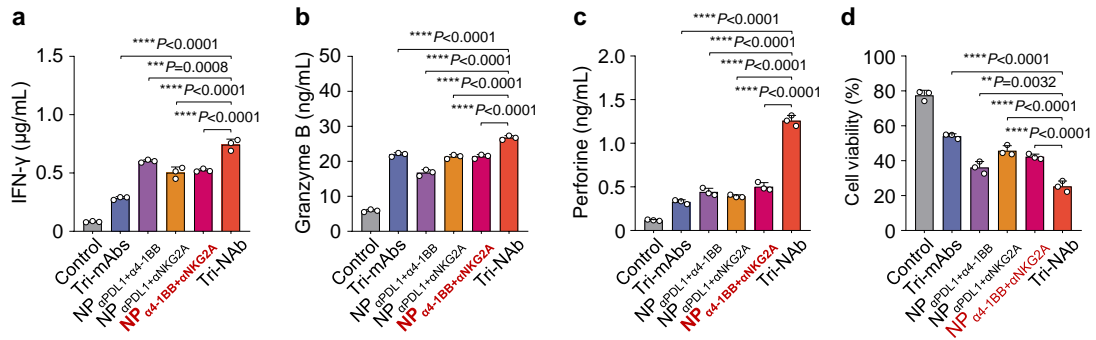 a
IFN-γ (μg/mL)
1.5
1.0
0.5
0
****P<0.0001
***P=0.0008
****P<0.0001
****P<0.0001
Control
Tri-mAbs
NP αPDL1+α4-1BB
NP αPDL1+αNKG2A
NP α4-1BB+αNKG2A
Tri-NAb
b
Granzyme B (ng/mL)
50
40
30
20
10
0
****P<0.0001
****P<0.0001
****P<0.0001
****P<0.0001
Control
Tri-mAbs
NP αPDL1+α4-1BB
NP αPDL1+αNKG2A
NP α4-1BB+αNKG2A
Tri-NAb
c
Perforine (ng/mL)
2.0
1.5
1.0
0.5
0
****P<0.0001
****P<0.0001
****P<0.0001
****P<0.0001
Control
Tri-mAbs
NP αPDL1+α4-1BB
NP αPDL1+αNKG2A
NP α4-1BB+αNKG2A
Tri-NAb
d
Cell viability (%)
100
80
60
40
20
0
****P<0.0001
**P=0.0032
****P<0.0001
****P<0.0001
Control
Tri-mAbs
NP αPDL1+α4-1BB
NP αPDL1+αNKG2A
NP α4-1BB+αNKG2A
Tri-NAb